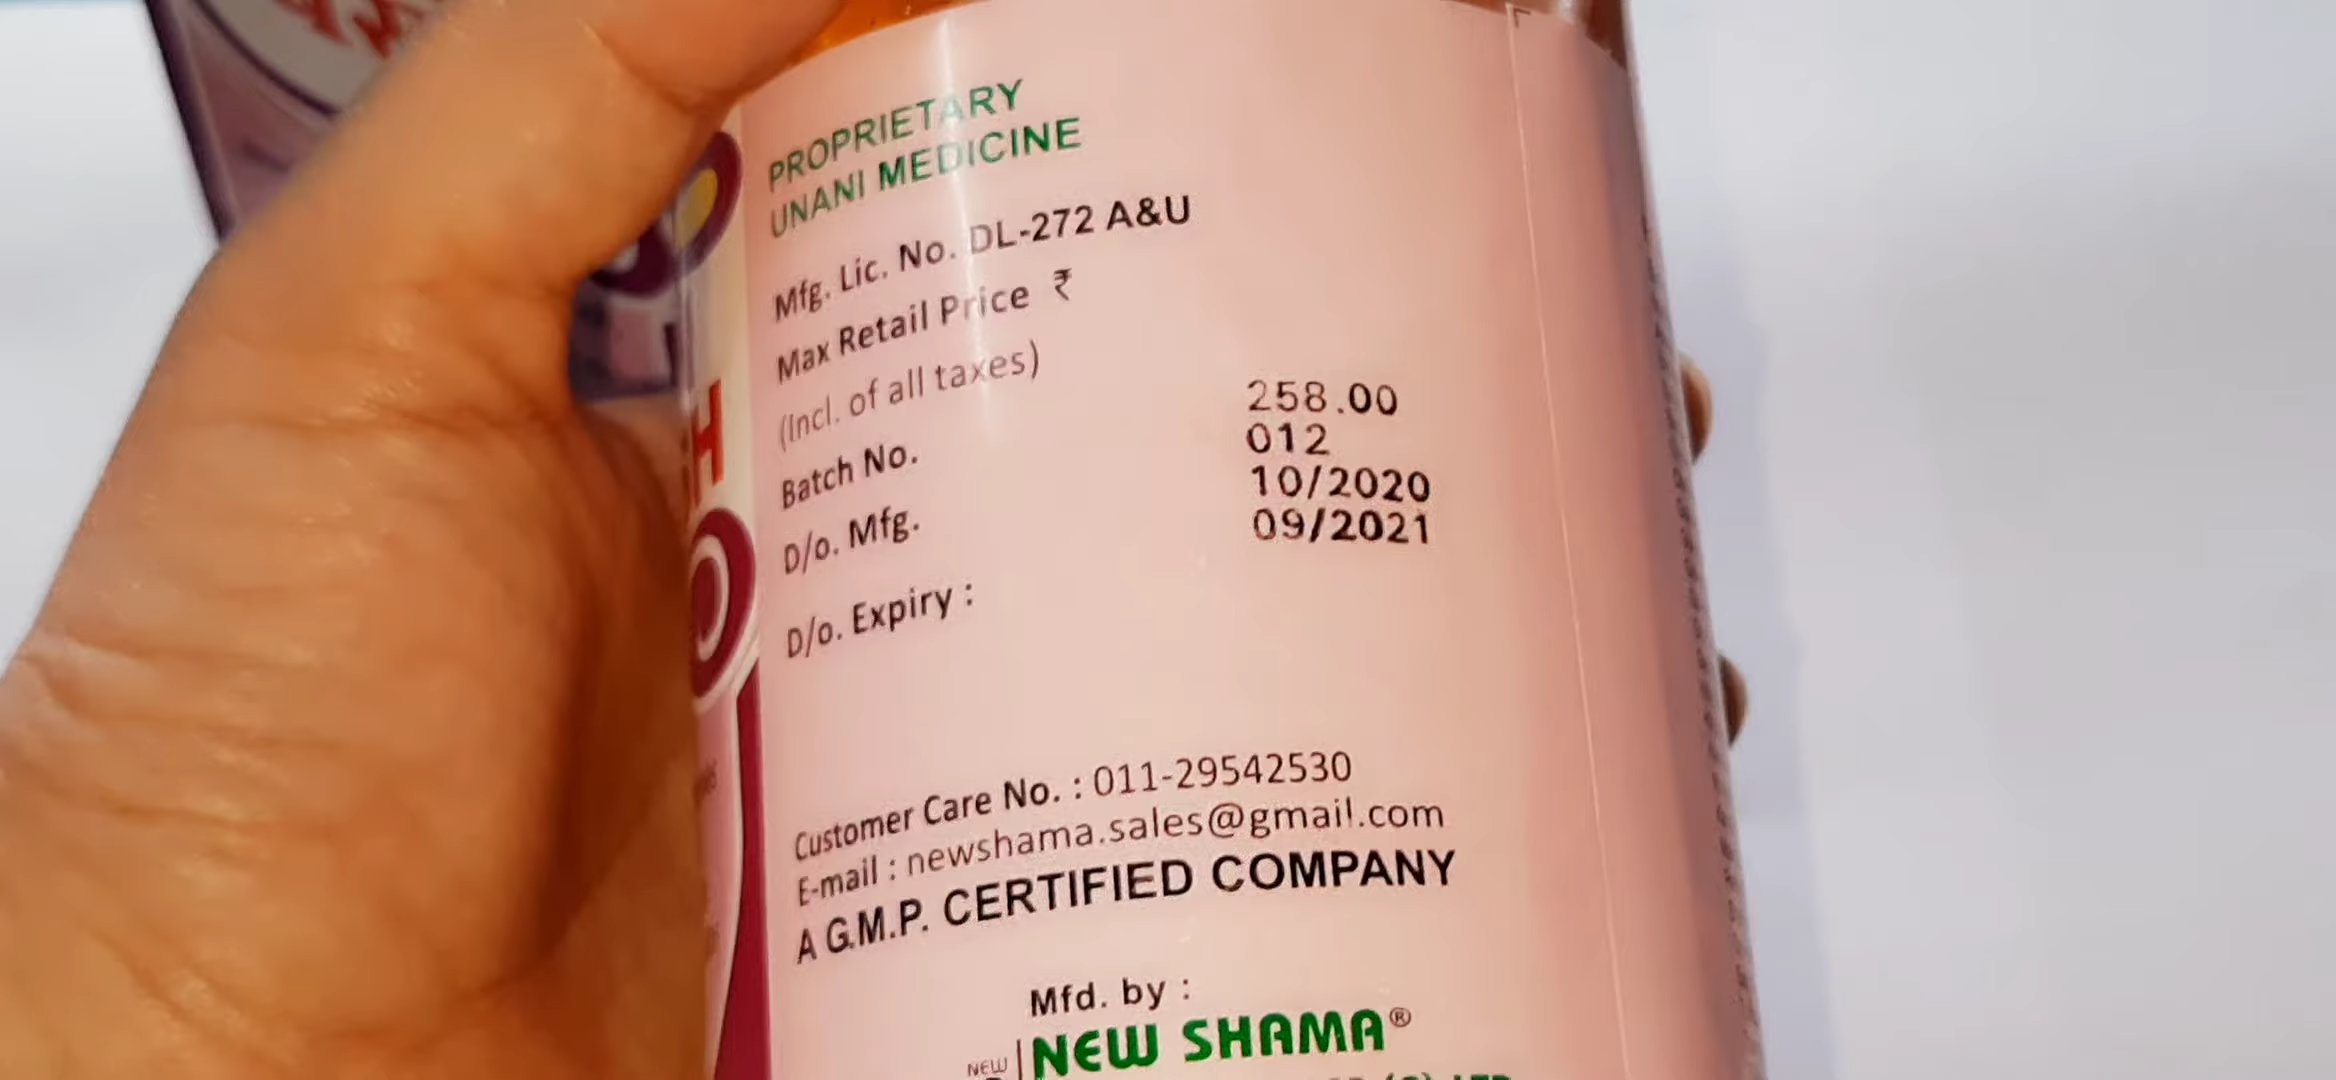 PROPRIETARY
UNANI MEDICINE
Mfg. Lic. No. DL-272 A&U
Max Retail Price ₹
(Incl. of all taxes)
258.00
Batch No.
012
D/o. Mfg.
10/2020
D/o. Expiry :
09/2021
Customer Care No. : 011-29542530
E-mail : newshama.sales@gmail.com
A G.M.P. CERTIFIED COMPANY
Mfd. by :
NEW
NEW SHAMA®
H